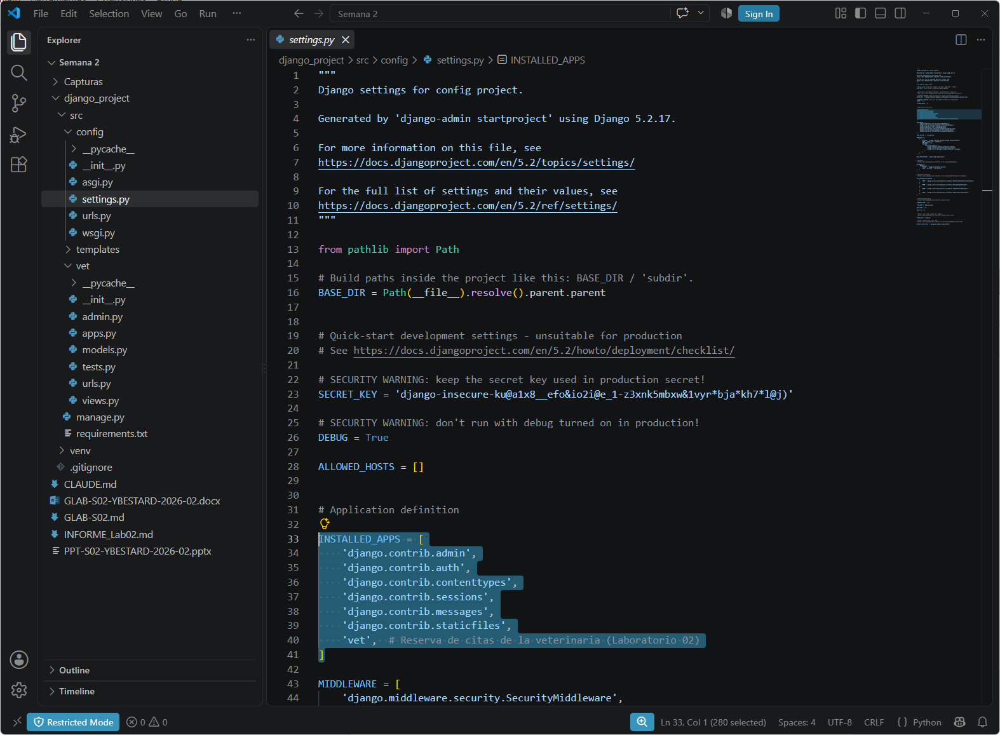 File Edit Selection View Go Run ···
Semana 2
Sign In
Explorer
Semana 2
Capturas
django_project
src
config
__pycache__
__init__.py
asgi.py
settings.py
urls.py
wsgi.py
templates
vet
__pycache__
__init__.py
admin.py
apps.py
models.py
tests.py
urls.py
views.py
manage.py
requirements.txt
venv
.gitignore
CLAUDE.md
GLAB-S02-YBESTARD-2026-02.docx
GLAB-S02.md
INFORME_Lab02.md
PPT-S02-YBESTARD-2026-02.pptx
Outline
Timeline
settings.py
django_project > src > config > settings.py > INSTALLED_APPS
1 """
2 Django settings for config project.
3
4 Generated by 'django-admin startproject' using Django 5.2.17.
5
6 For more information on this file, see
7 https://docs.djangoproject.com/en/5.2/topics/settings/
8
9 For the full list of settings and their values, see
10 https://docs.djangoproject.com/en/5.2/ref/settings/
11 """
12
13 from pathlib import Path
14
15 # Build paths inside the project like this: BASE_DIR / 'subdir'.
16 BASE_DIR = Path(__file__).resolve().parent.parent
17
18
19 # Quick-start development settings - unsuitable for production
20 # See https://docs.djangoproject.com/en/5.2/howto/deployment/checklist/
21
22 # SECURITY WARNING: keep the secret key used in production secret!
23 SECRET_KEY = 'django-insecure-ku@a1x8__efo&io2i@e_1-z3xnk5mbxw&1vyr*bja*kh7*l@j)'
24
25 # SECURITY WARNING: don't run with debug turned on in production!
26 DEBUG = True
27
28 ALLOWED_HOSTS = []
29
30
31 # Application definition
32
33 INSTALLED_APPS = [
34     'django.contrib.admin',
35     'django.contrib.auth',
36     'django.contrib.contenttypes',
37     'django.contrib.sessions',
38     'django.contrib.messages',
39     'django.contrib.staticfiles',
40     'vet',  # Reserva de citas de la veterinaria (Laboratorio 02)
41 ]
42
43 MIDDLEWARE = [
44     'django.middleware.security.SecurityMiddleware',
Restricted Mode 0 0 Ln 33, Col 1 (280 selected) Spaces: 4 UTF-8 CRLF { } Python